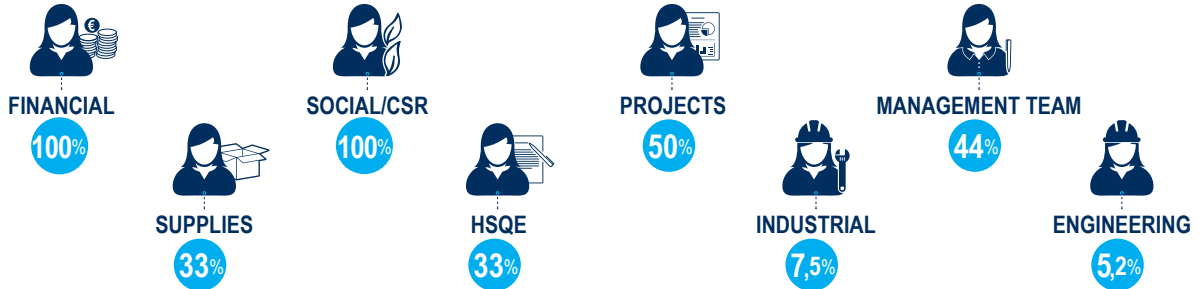 €
FINANCIAL
100%
SOCIAL/CSR
100%
PROJECTS
50%
MANAGEMENT TEAM
44%
SUPPLIES
33%
HSQE
33%
INDUSTRIAL
7,5%
ENGINEERING
5,2%